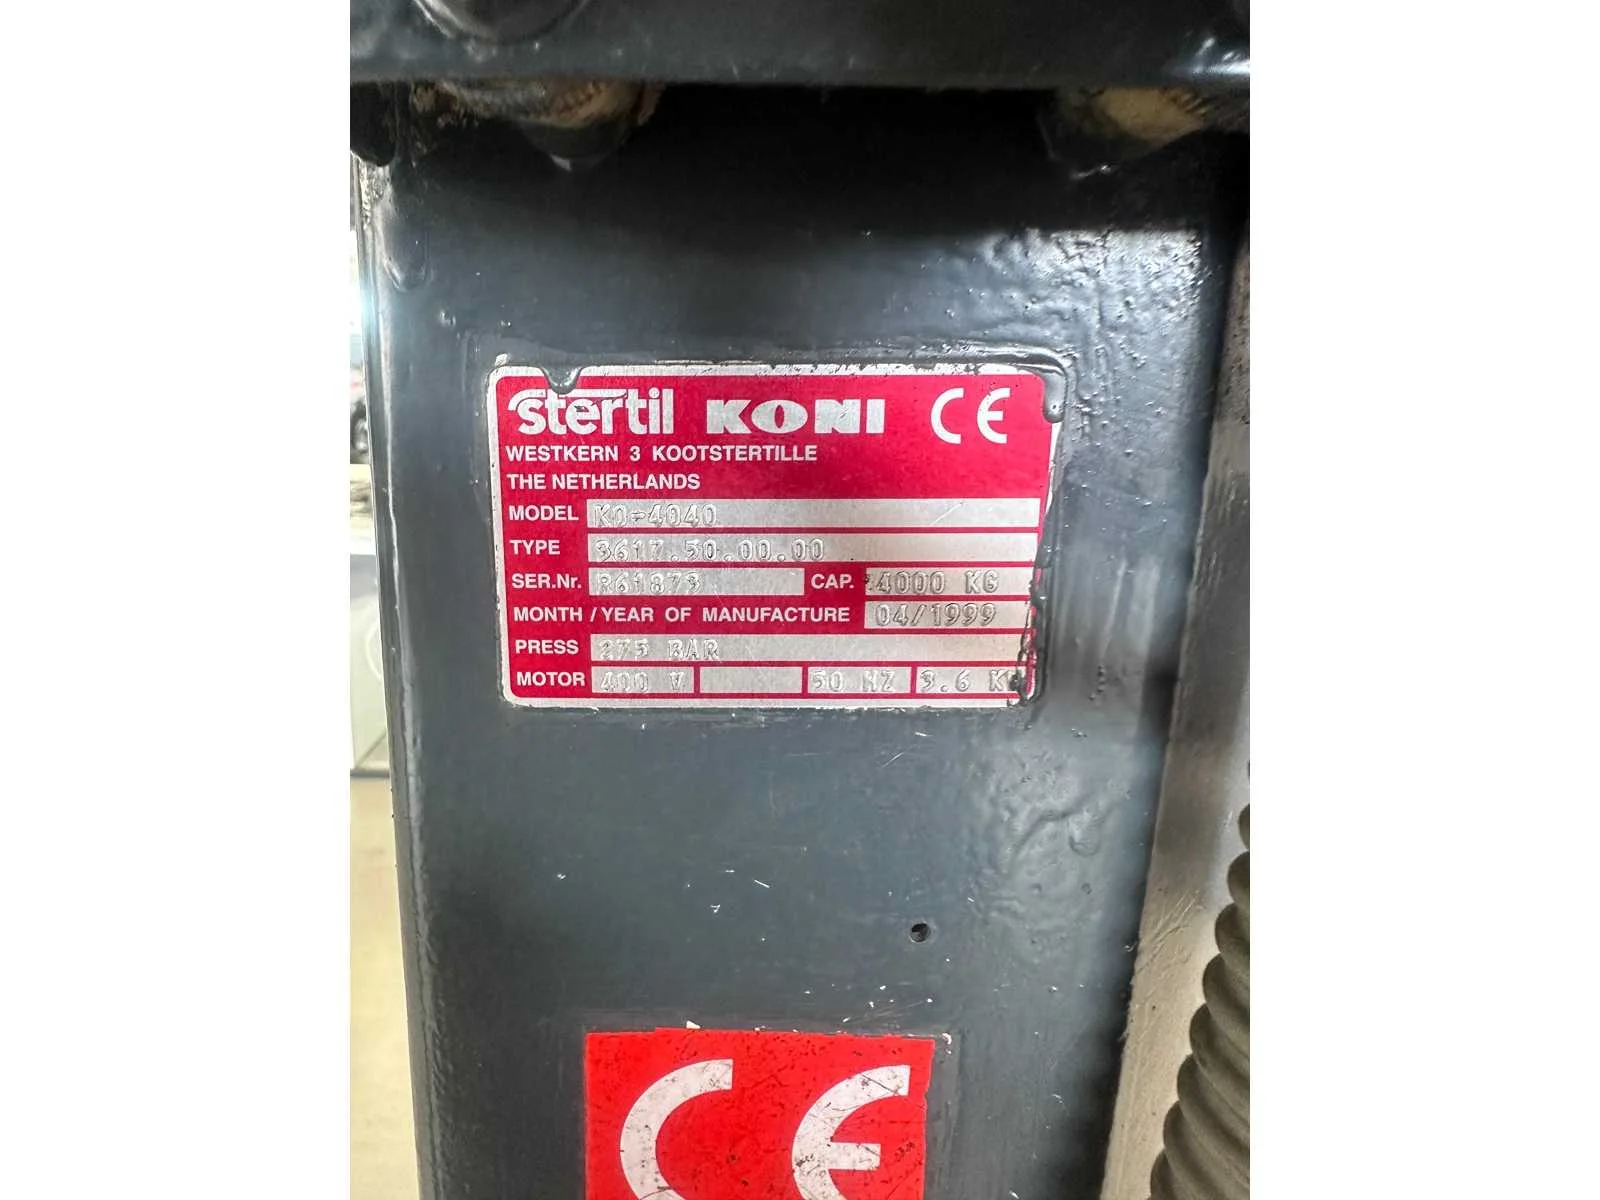 stertil KONI CE
WESTKERN 3 KOOTSTERTILLE
THE NETHERLANDS
MODEL KO-4040
TYPE 3617.50.00.00
SER.Nr. R61873 CAP. 4000 KG
MONTH / YEAR OF MANUFACTURE 04/1999
PRESS 275 BAR
MOTOR 400 V 50 HZ 3.6
CE